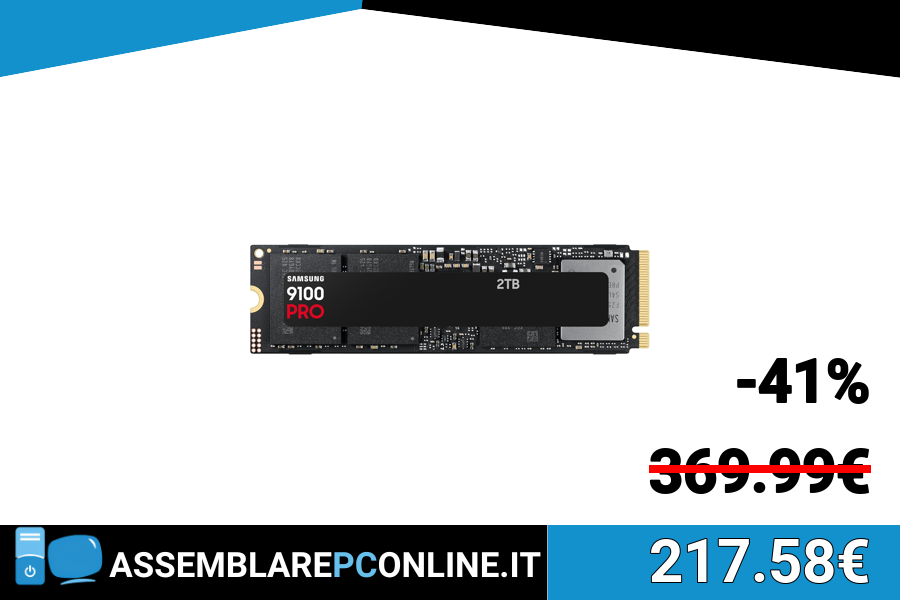 SAMSUNG
9100
PRO
2TB
-41%
369.99€
ASSEMBLAREPCONLINE.IT
217.58€